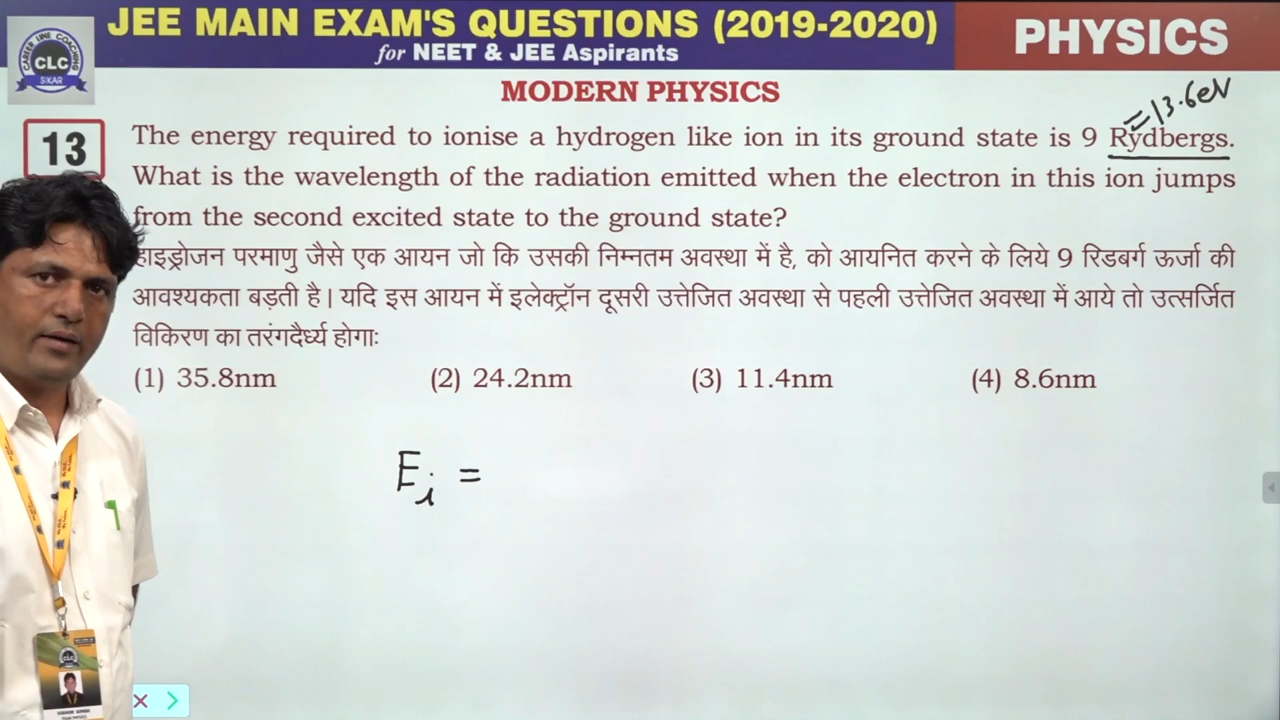 JEE MAIN EXAM'S QUESTIONS (2019-2020)
for NEET & JEE Aspirants
PHYSICS
CAREER LINE COACHING
CLC
SIKAR
MODERN PHYSICS
=13.6eV
13
The energy required to ionise a hydrogen like ion in its ground state is 9 Rydbergs.
What is the wavelength of the radiation emitted when the electron in this ion jumps
from the second excited state to the ground state?
हाइड्रोजन परमाणु जैसे एक आयन जो कि उसकी निम्नतम अवस्था में है, को आयनित करने के लिये 9 रिडबर्ग ऊर्जा की
आवश्यकता बड़ती है। यदि इस आयन में इलेक्ट्रॉन दूसरी उत्तेजित अवस्था से पहली उत्तेजित अवस्था में आये तो उत्सर्जित
विकिरण का तरंगदैर्ध्य होगाः
(1) 35.8nm (2) 24.2nm (3) 11.4nm (4) 8.6nm
Ei =
CLC